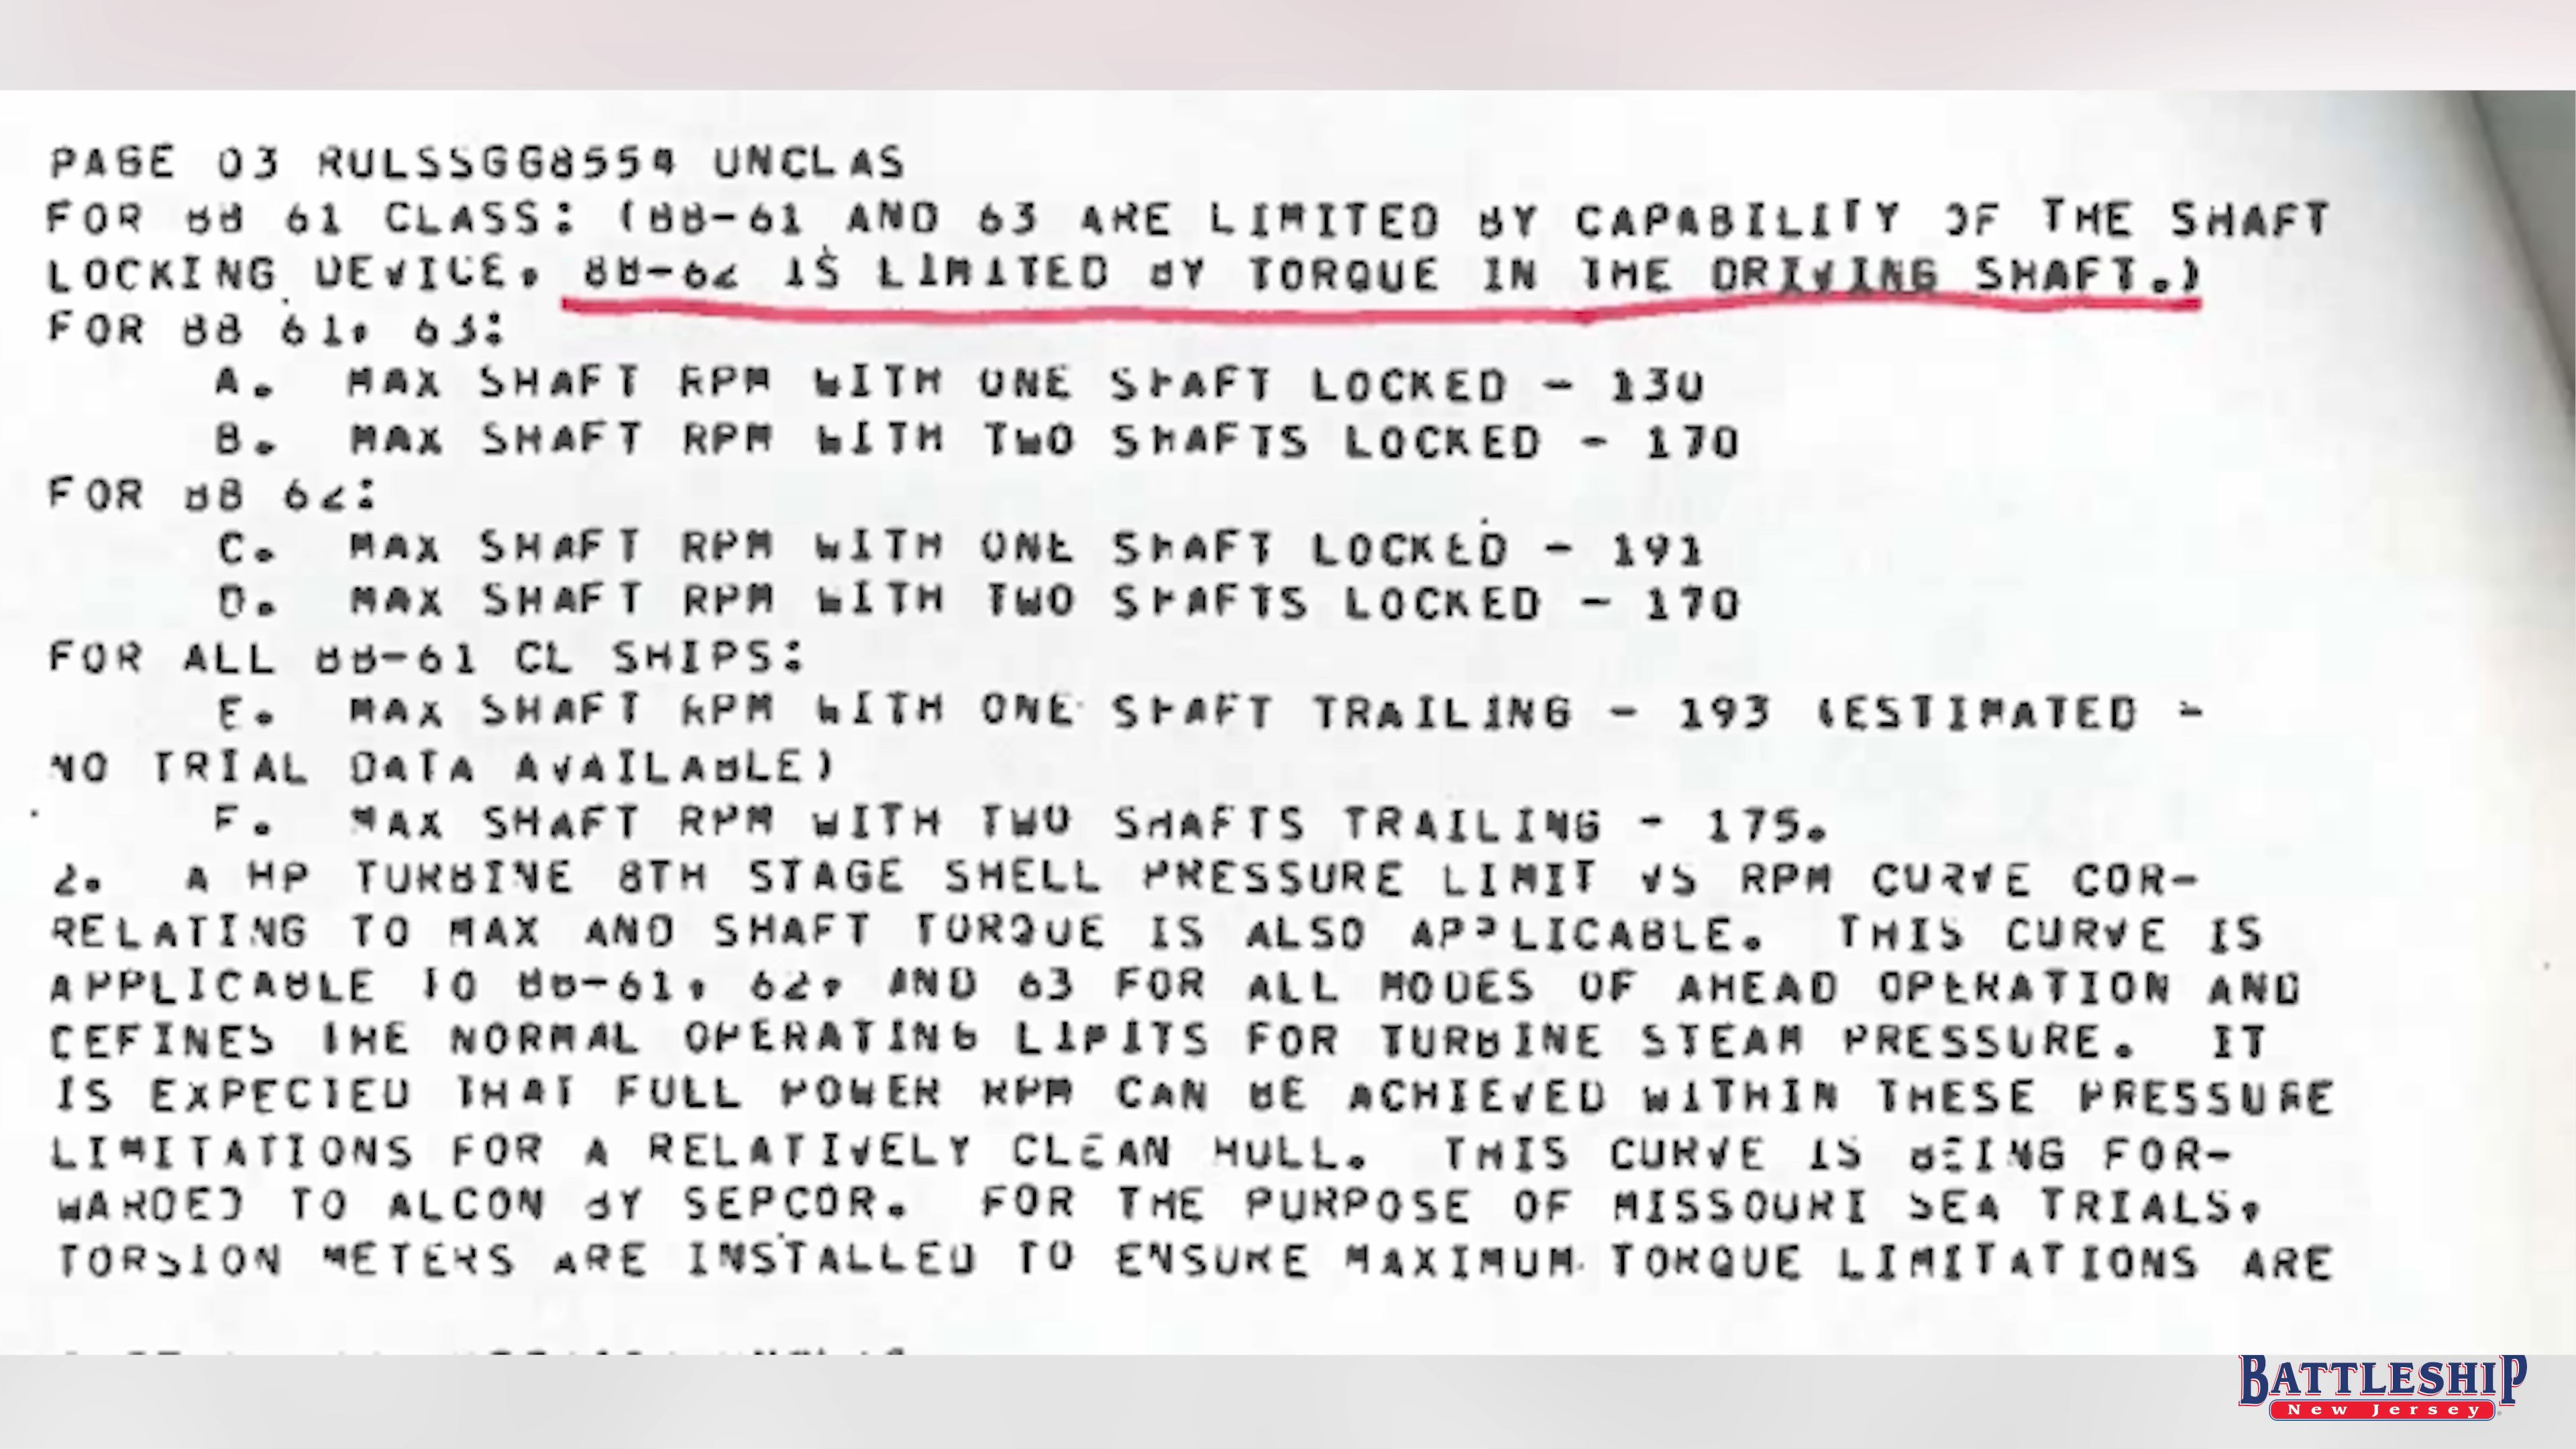 PAGE 03 RULSSGG8554 UNCLAS
FOR BB 61 CLASS: (BB-61 AND 63 ARE LIMITED BY CAPABILITY OF THE SHAFT
LOCKING DEVICE. BB-62 IS LIMITED BY TORQUE IN THE DRIVING SHAFT.)
FOR BB 61, 63:
A. MAX SHAFT RPM WITH ONE SHAFT LOCKED - 130
B. MAX SHAFT RPM WITH TWO SHAFTS LOCKED - 170
FOR BB 62:
C. MAX SHAFT RPM WITH ONE SHAFT LOCKED - 191
D. MAX SHAFT RPM WITH TWO SHAFTS LOCKED - 170
FOR ALL BB-61 CL SHIPS:
E. MAX SHAFT RPM WITH ONE SHAFT TRAILING - 193 (ESTIMATED -
NO TRIAL DATA AVAILABLE)
F. MAX SHAFT RPM WITH TWO SHAFTS TRAILING - 175.
2. A HP TURBINE 8TH STAGE SHELL PRESSURE LIMIT VS RPM CURVE COR-
RELATING TO MAX AND SHAFT TORQUE IS ALSO APPLICABLE. THIS CURVE IS
APPLICABLE TO BB-61, 62, AND 63 FOR ALL MODES OF AHEAD OPERATION AND
DEFINES THE NORMAL OPERATING LIMITS FOR TURBINE STEAM PRESSURE. IT
IS EXPECTED THAT FULL POWER RPM CAN BE ACHIEVED WITHIN THESE PRESSURE
LIMITATIONS FOR A RELATIVELY CLEAN HULL. THIS CURVE IS BEING FOR-
WARDED TO ALCON BY SEPCOR. FOR THE PURPOSE OF MISSOURI SEA TRIALS,
TORSION METERS ARE INSTALLED TO ENSURE MAXIMUM TORQUE LIMITATIONS ARE
BATTLESHIP
New Jersey